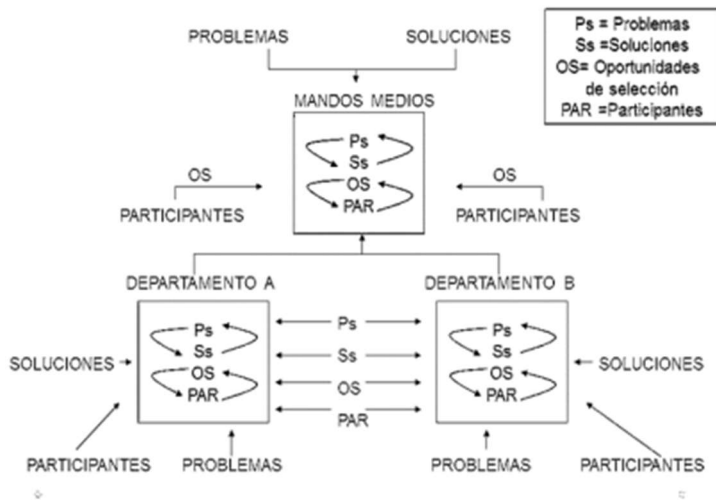 Ps = Problemas
Ss =Soluciones
OS= Oportunidades
de selección
PAR =Participantes
PROBLEMAS
SOLUCIONES
MANDOS MEDIOS
Ps
Ss
OS
PAR
OS
PARTICIPANTES
OS
PARTICIPANTES
DEPARTAMENTO A
DEPARTAMENTO B
Ps
Ss
OS
PAR
Ps
Ss
OS
PAR
Ps
Ss
OS
PAR
SOLUCIONES
SOLUCIONES
PARTICIPANTES
PROBLEMAS
PROBLEMAS
PARTICIPANTES